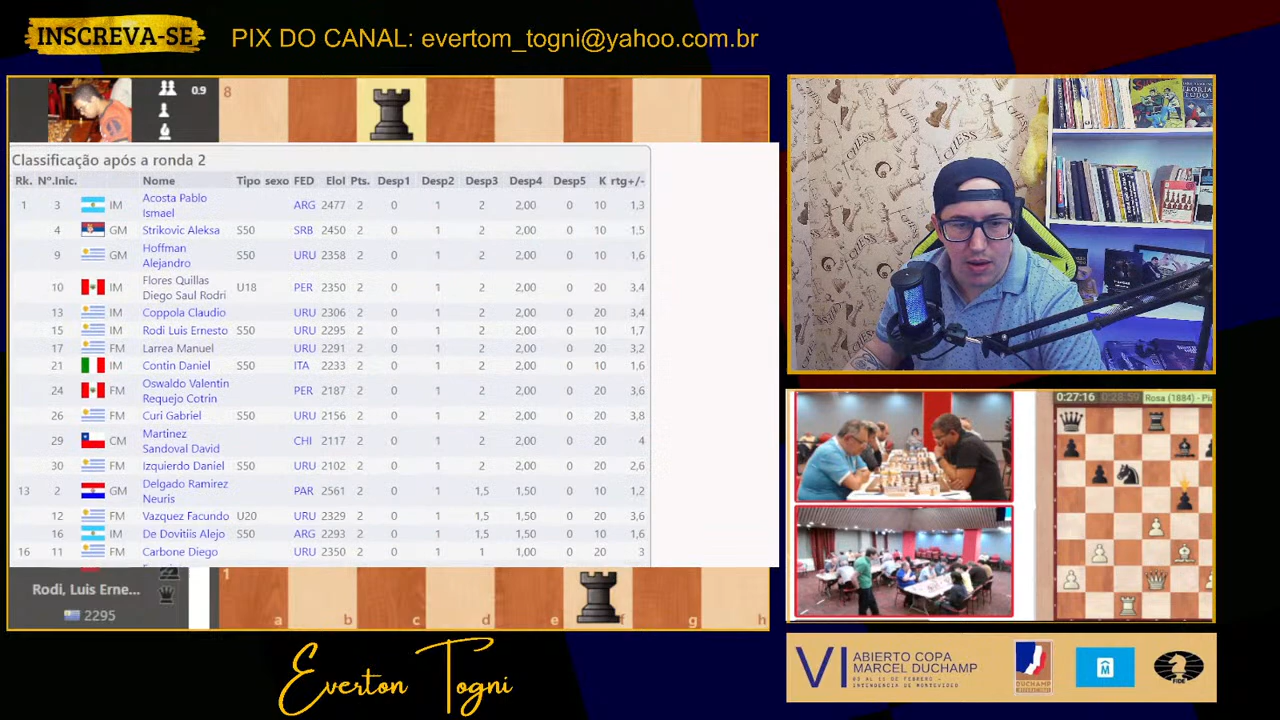 INSCREVA-SE
PIX DO CANAL: evertom_togni@yahoo.com.br
0.9
8
Classificação após a ronda 2
Rk. Nº.Inic. Nome Tipo sexo FED EloI Pts. Desp1 Desp2 Desp3 Desp4 Desp5 K rtg+/-
1 3 IM Acosta Pablo Ismael ARG 2477 2 0 1 2 2,00 0 10 1,3
4 GM Strikovic Aleksa S50 SRB 2450 2 0 1 2 2,00 0 10 1,5
9 GM Hoffman Alejandro S50 URU 2358 2 0 1 2 2,00 0 10 1,6
10 IM Flores Quillas Diego Saul Rodri U18 PER 2350 2 0 1 2 2,00 0 20 3,4
13 IM Coppola Claudio URU 2306 2 0 1 2 2,00 0 20 3,4
15 IM Rodi Luis Ernesto S50 URU 2295 2 0 1 2 2,00 0 10 1,7
17 FM Larrea Manuel URU 2291 2 0 1 2 2,00 0 20 3,2
21 IM Contin Daniel S50 ITA 2233 2 0 1 2 2,00 0 10 1,6
24 FM Oswaldo Valentin Requejo Cotrin PER 2187 2 0 1 2 2,00 0 20 3,6
26 FM Curi Gabriel S50 URU 2156 2 0 1 2 2,00 0 20 3,8
29 CM Martinez Sandoval David CHI 2117 2 0 1 2 2,00 0 20 4
30 FM Izquierdo Daniel S50 URU 2102 2 0 1 2 2,00 0 20 2,6
13 2 GM Delgado Ramirez Neuris PAR 2561 2 0 1 1,5 1,50 0 10 1,2
12 FM Vazquez Facundo U20 URU 2329 2 0 1 1,5 1,50 0 20 3,6
16 IM De Dovitiis Alejo S50 ARG 2293 2 0 1 1,5 1,50 0 10 1,6
16 11 FM Carbone Diego URU 2350 2 0 1 1 1,00 0 20 3
Rodi, Luis Erne...
2295
1
a b c d e f g h
CHESS
0:27:16 0:28:59 Rosa (1884) - Pi
Everton Togni
VI ABIERTO COPA
MARCEL DUCHAMP
INTENDENCIA DE MONTEVIDEO
DUCHAMP
M
FIDE